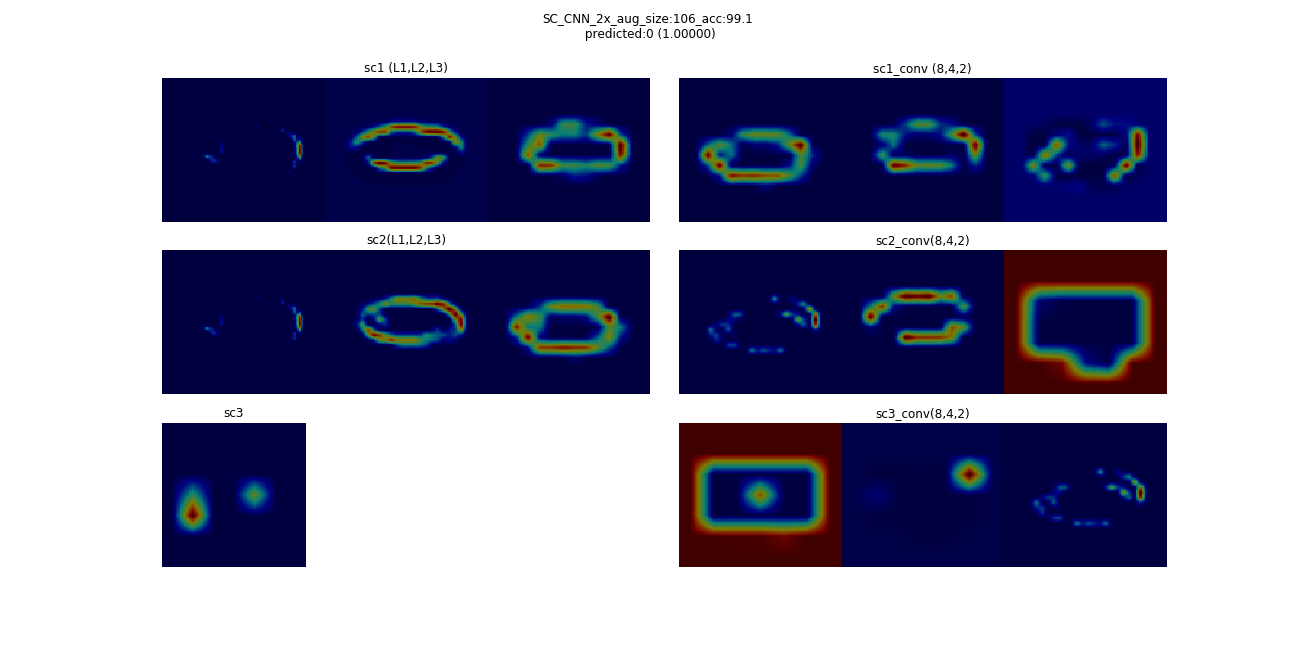 SC_CNN_2x_aug_size:106_acc:99.1
predicted:0 (1.00000)
sc1 (L1,L2,L3)
sc1_conv (8,4,2)
sc2(L1,L2,L3)
sc2_conv(8,4,2)
sc3
sc3_conv(8,4,2)